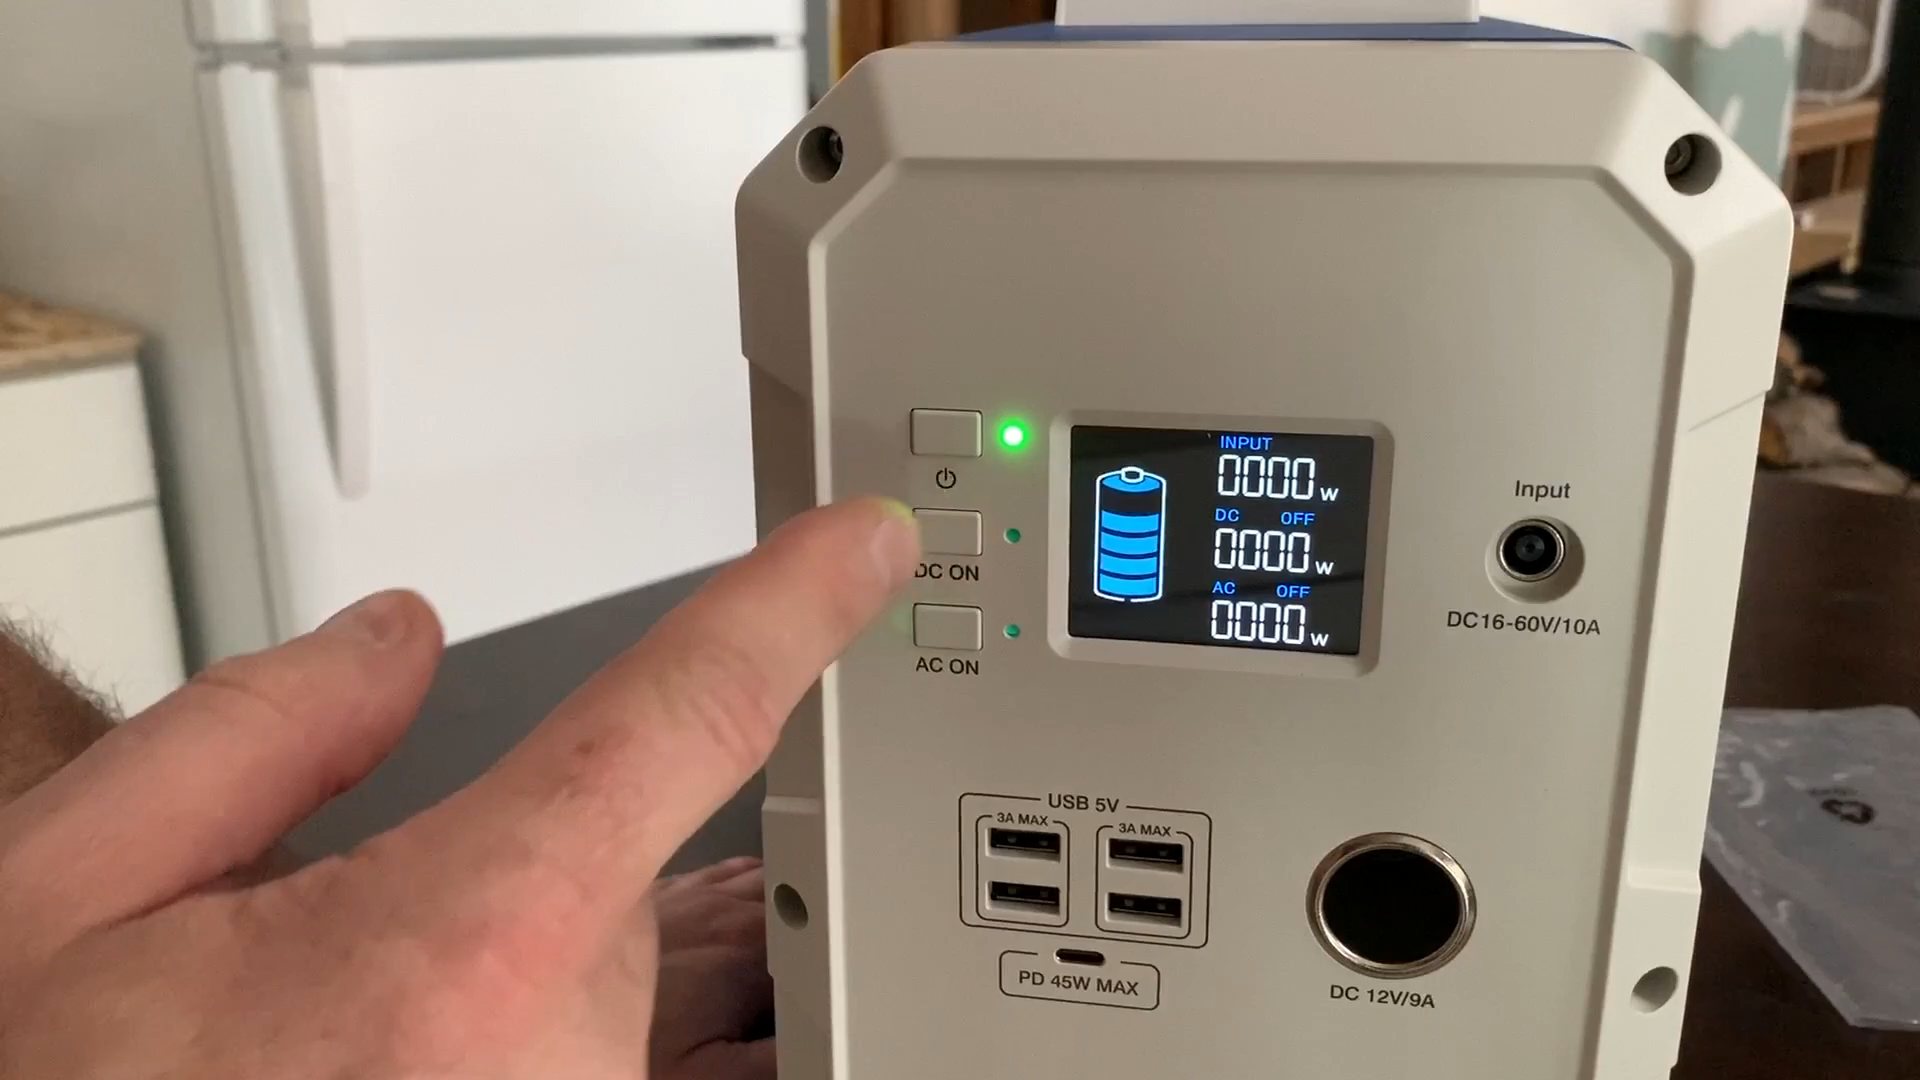 INPUT
0000 W
DC OFF
0000 W
AC OFF
0000 W
DC ON
AC ON
Input
DC16-60V/10A
USB 5V
3A MAX
3A MAX
PD 45W MAX
DC 12V/9A